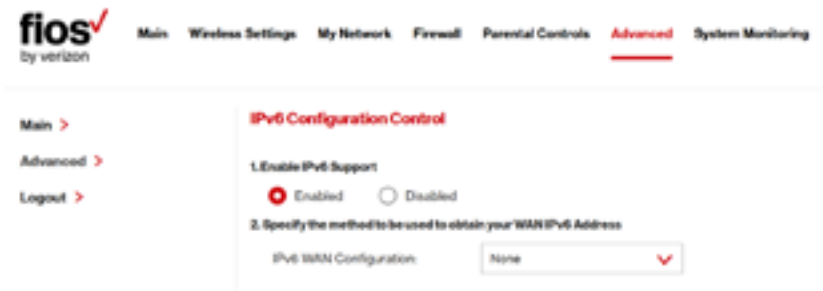 fios
by verizon
Main Wireless Settings My Network Firewall Parental Controls Advanced System Monitoring
Main >
Advanced >
Logout >
IPv6 Configuration Control
1. Enable IPv6 Support
Enabled Disabled
2. Specify the method to be used to obtain your WAN IPv6 Address
IPv6 WAN Configuration: None